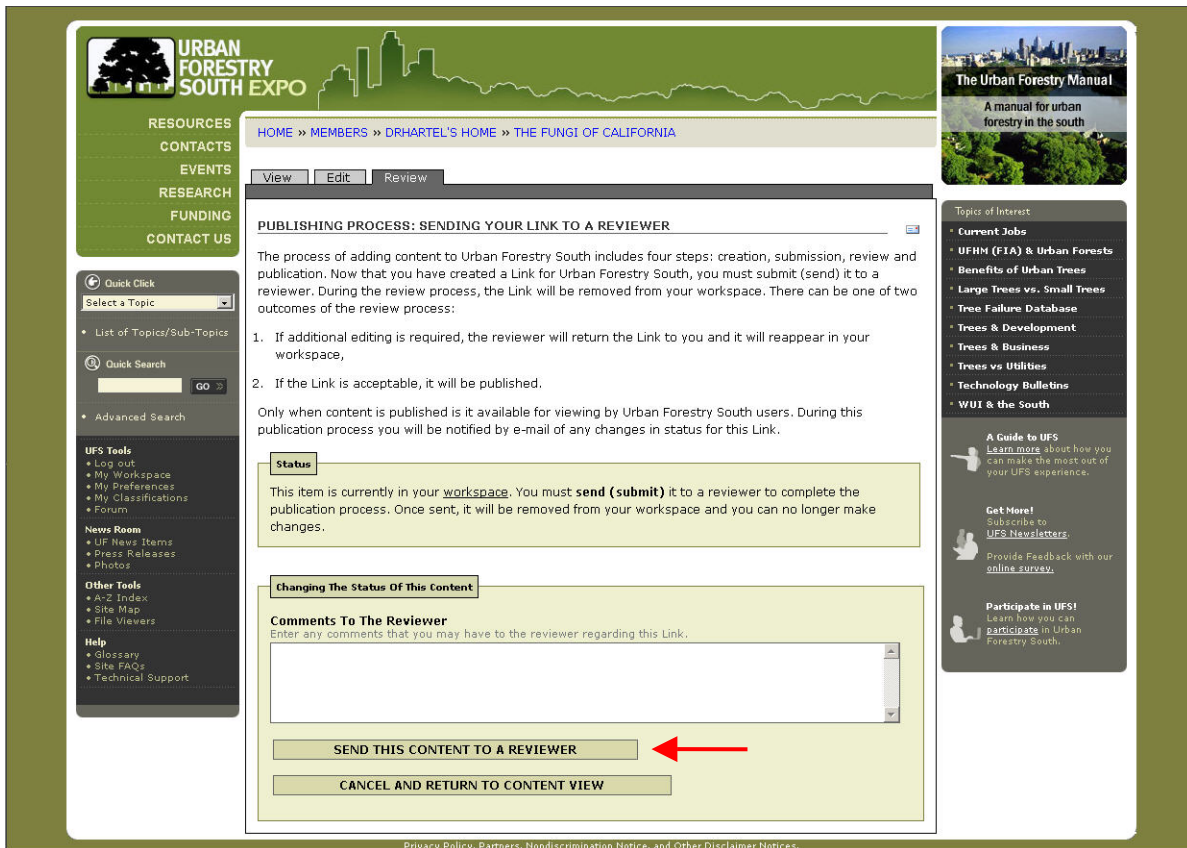 URBAN
FORESTRY
SOUTH EXPO
The Urban Forestry Manual
A manual for urban
forestry in the south
RESOURCES
CONTACTS
EVENTS
RESEARCH
FUNDING
CONTACT US
HOME » MEMBERS » DRHARTEL'S HOME » THE FUNGI OF CALIFORNIA
View Edit Review
PUBLISHING PROCESS: SENDING YOUR LINK TO A REVIEWER
The process of adding content to Urban Forestry South includes four steps: creation, submission, review and
publication. Now that you have created a Link for Urban Forestry South, you must submit (send) it to a
reviewer. During the review process, the Link will be removed from your workspace. There can be one of two
outcomes of the review process:
1. If additional editing is required, the reviewer will return the Link to you and it will reappear in your
workspace,
2. If the Link is acceptable, it will be published.
Only when content is published is it available for viewing by Urban Forestry South users. During this
publication process you will be notified by e-mail of any changes in status for this Link.
Status
This item is currently in your workspace. You must send (submit) it to a reviewer to complete the
publication process. Once sent, it will be removed from your workspace and you can no longer make
changes.
Changing The Status Of This Content
Comments To The Reviewer
Enter any comments that you may have to the reviewer regarding this Link.
SEND THIS CONTENT TO A REVIEWER
CANCEL AND RETURN TO CONTENT VIEW
Quick Click
Select a Topic
• List of Topics/Sub-Topics
Quick Search
GO »
• Advanced Search
UFS Tools
• Log out
• My Workspace
• My Preferences
• My Classifications
• Forum
News Room
• UF News Items
• Press Releases
• Photos
Other Tools
• A-Z Index
• Site Map
• File Viewers
Help
• Glossary
• Site FAQs
• Technical Support
Topics of Interest
Current Jobs
UFHM (FIA) & Urban Forests
Benefits of Urban Trees
Large Trees vs. Small Trees
Tree Failure Database
Trees & Development
Trees & Business
Trees vs Utilities
Technology Bulletins
WUI & the South
A Guide to UFS
Learn more about how you
can make the most out of
your UFS experience.
Get More!
Subscribe to
UFS Newsletters.
Provide Feedback with our
online survey.
Participate in UFS!
Learn how you can
participate in Urban
Forestry South.
Privacy Policy, Partners, Nondiscrimination Notice, and Other Disclaimer Notices.